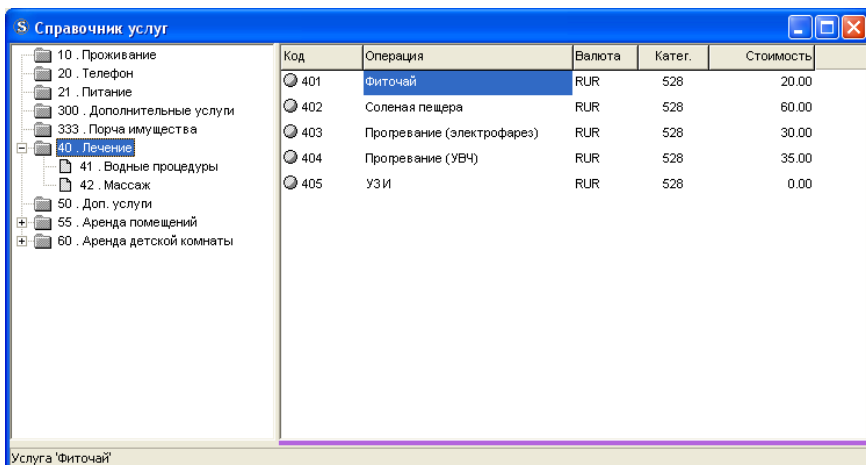 Справочник услуг
10 . Проживание
20 . Телефон
21 . Питание
300 . Дополнительные услуги
333 . Порча имущества
40 . Лечение
41 . Водные процедуры
42 . Массаж
50 . Доп. услуги
55 . Аренда помещений
60 . Аренда детской комнаты
Код Операция Валюта Катег. Стоимость
401 Фиточай RUR 528 20.00
402 Соленая пещера RUR 528 60.00
403 Прогревание (электрофарез) RUR 528 30.00
404 Прогревание (УВЧ) RUR 528 35.00
405 УЗИ RUR 528 0.00
Услуга 'Фиточай'